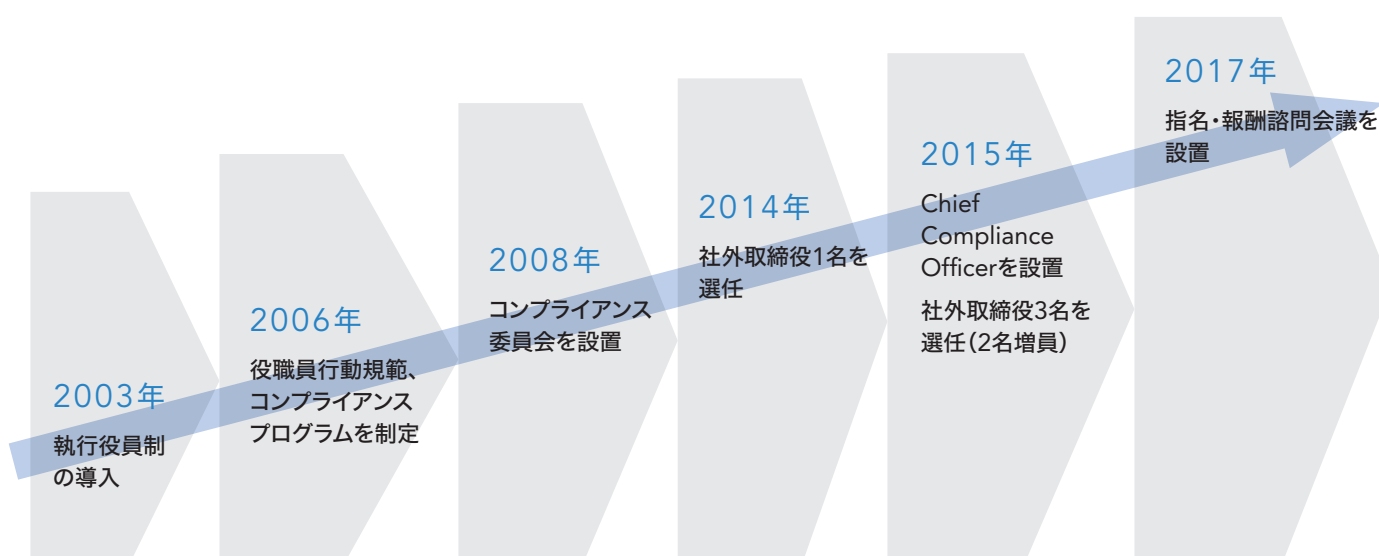 2003年
執行役員制
の導入
2006年
役職員行動規範、
コンプライアンス
プログラムを制定
2008年
コンプライアンス
委員会を設置
2014年
社外取締役1名を
選任
2015年
Chief
Compliance
Officerを設置
社外取締役3名を
選任(2名増員)
2017年
指名・報酬諮問会議を
設置